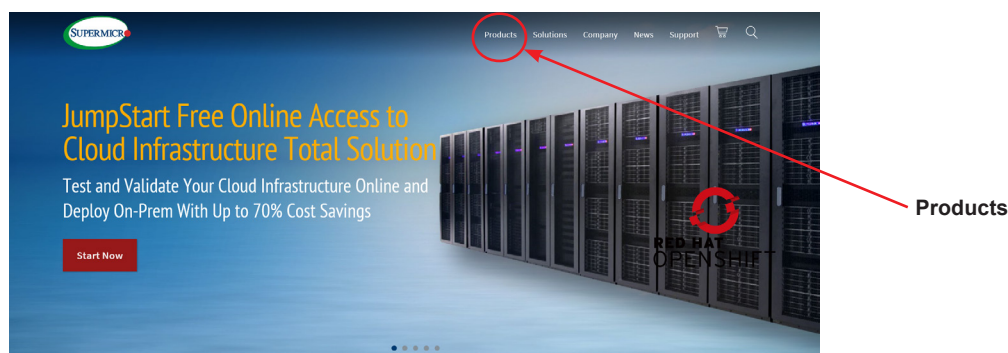 SUPERMICR
Products Solutions Company News Support
JumpStart Free Online Access to
Cloud Infrastructure Total Solution
Test and Validate Your Cloud Infrastructure Online and
Deploy On-Prem With Up to 70% Cost Savings
Products
RED HAT
OPENSHIFT
Start Now